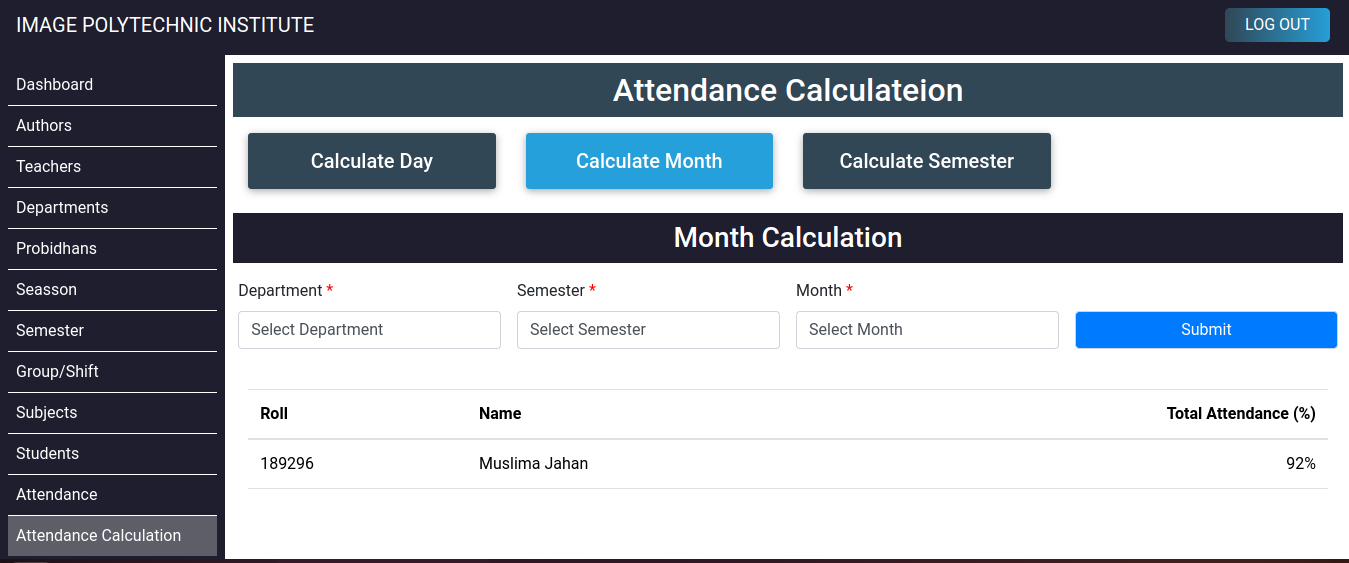 IMAGE POLYTECHNIC INSTITUTE
LOG OUT
Dashboard
Authors
Teachers
Departments
Probidhans
Seasson
Semester
Group/Shift
Subjects
Students
Attendance
Attendance Calculation
Attendance Calculateion
Calculate Day
Calculate Month
Calculate Semester
Month Calculation
Department *
Semester *
Month *
Select Department
Select Semester
Select Month
Submit
Roll Name Total Attendance (%)
189296 Muslima Jahan 92%